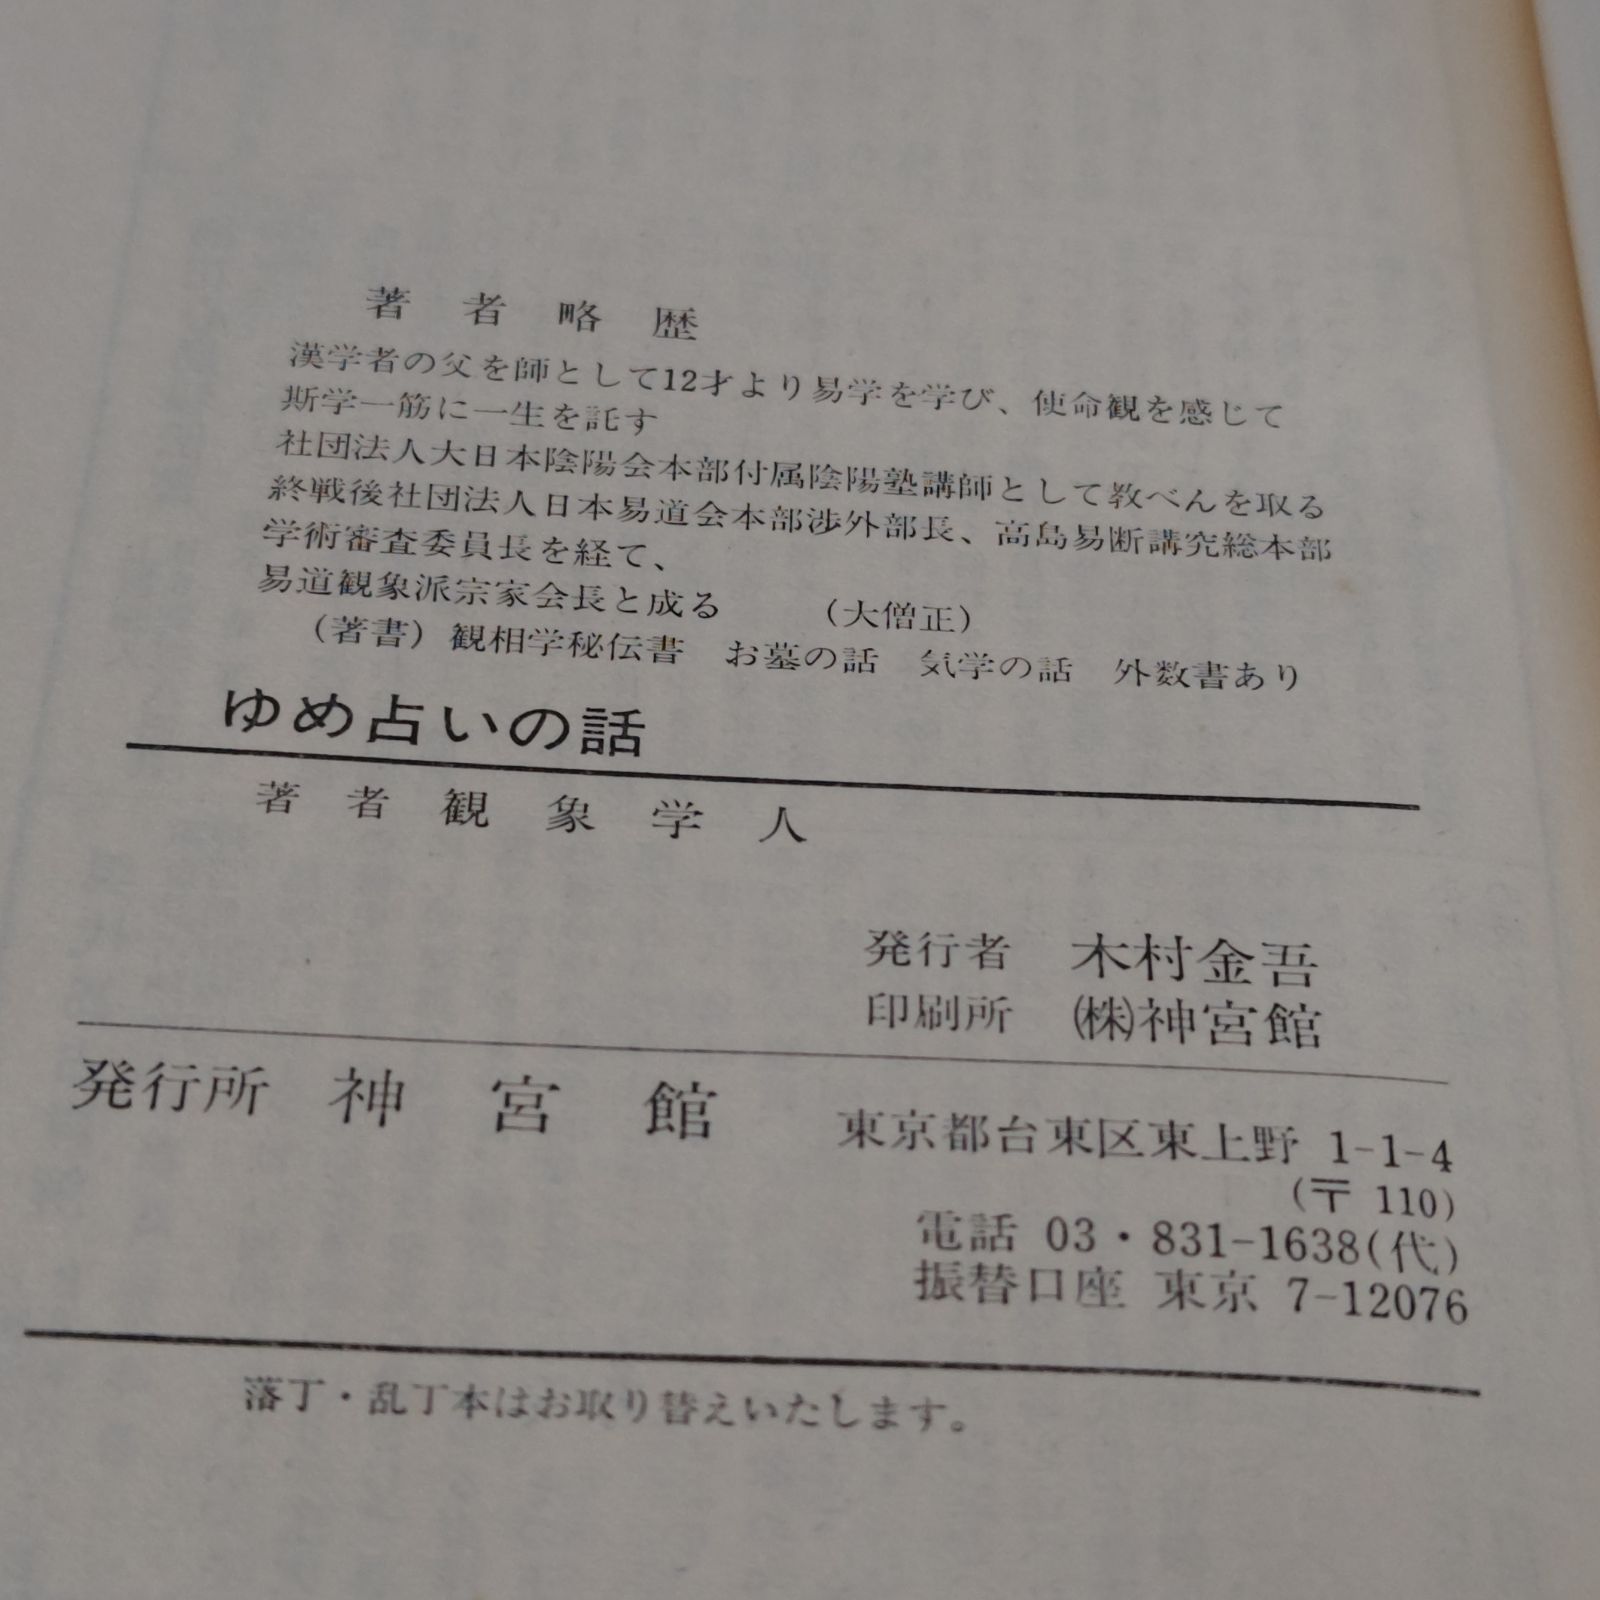 著者略歴
漢学者の父を師として12才より易学を学び、使命観を感じて
斯学一筋に一生を託す
社団法人大日本陰陽会本部付属陰陽塾講師として教べんを取る
終戦後社団法人日本易道会本部渉外部長、高島易断講究総本部
学術審査委員長を経て、
易道観象派宗家会長と成る (大僧正)
(著書) 観相学秘伝書 お墓の話 気学の話 外数書あり
ゆめ占いの話
著者 観象学人
発行者 木村金吾
印刷所 ㈱神宮館
発行所 神宮館 東京都台東区東上野 1-1-4
(〒 110)
電話 03・831-1638(代)
振替口座 東京 7-12076
落丁・乱丁本はお取り替えいたします。